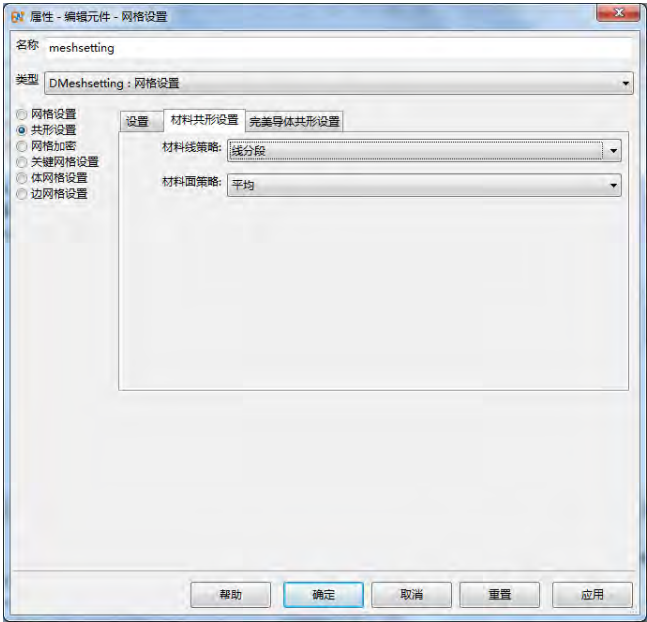 属性 - 编辑元件 - 网格设置
名称 meshsetting
类型 DMeshsetting : 网格设置
网格设置
共形设置
网格加密
关键网格设置
体网格设置
边网格设置
设置 材料共形设置 完美导体共形设置
材料线策略: 线分段
材料面策略: 平均
帮助 确定 取消 重置 应用